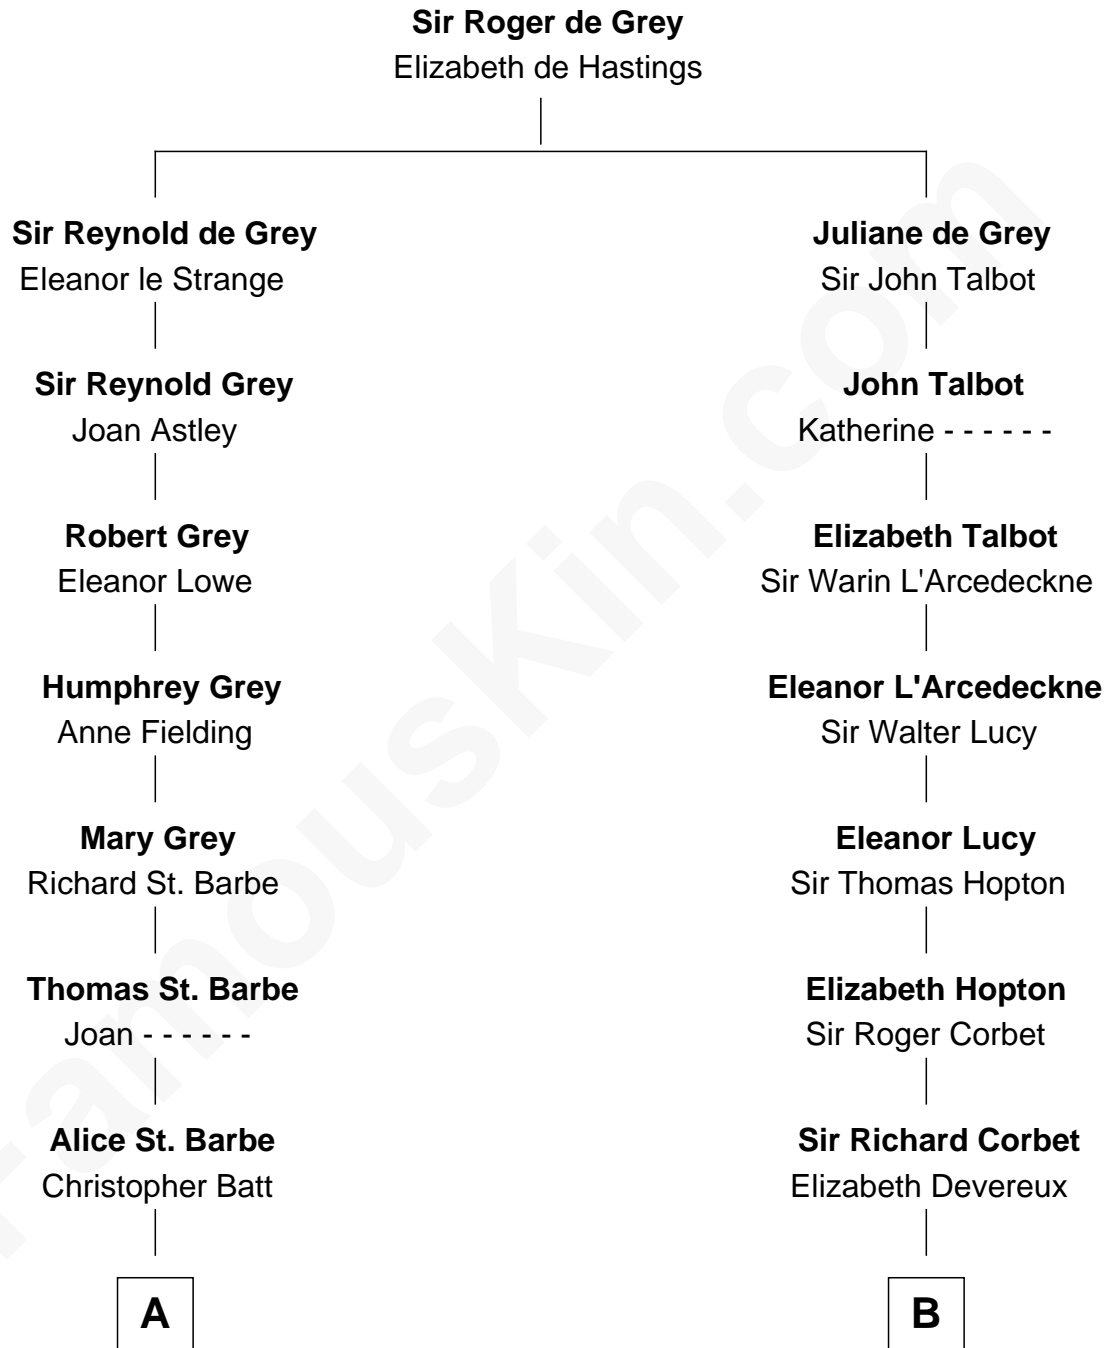 Sir Roger de Grey
Elizabeth de Hastings
Sir Reynold de Grey
Eleanor le Strange
Sir Reynold Grey
Joan Astley
Robert Grey
Eleanor Lowe
Humphrey Grey
Anne Fielding
Mary Grey
Richard St. Barbe
Thomas St. Barbe
Joan - - - - - -
Alice St. Barbe
Christopher Batt
A
Juliane de Grey
Sir John Talbot
John Talbot
Katherine - - - - - -
Elizabeth Talbot
Sir Warin L'Arcedeckne
Eleanor L'Arcedeckne
Sir Walter Lucy
Eleanor Lucy
Sir Thomas Hopton
Elizabeth Hopton
Sir Roger Corbet
Sir Richard Corbet
Elizabeth Devereux
B
FamousKin.com